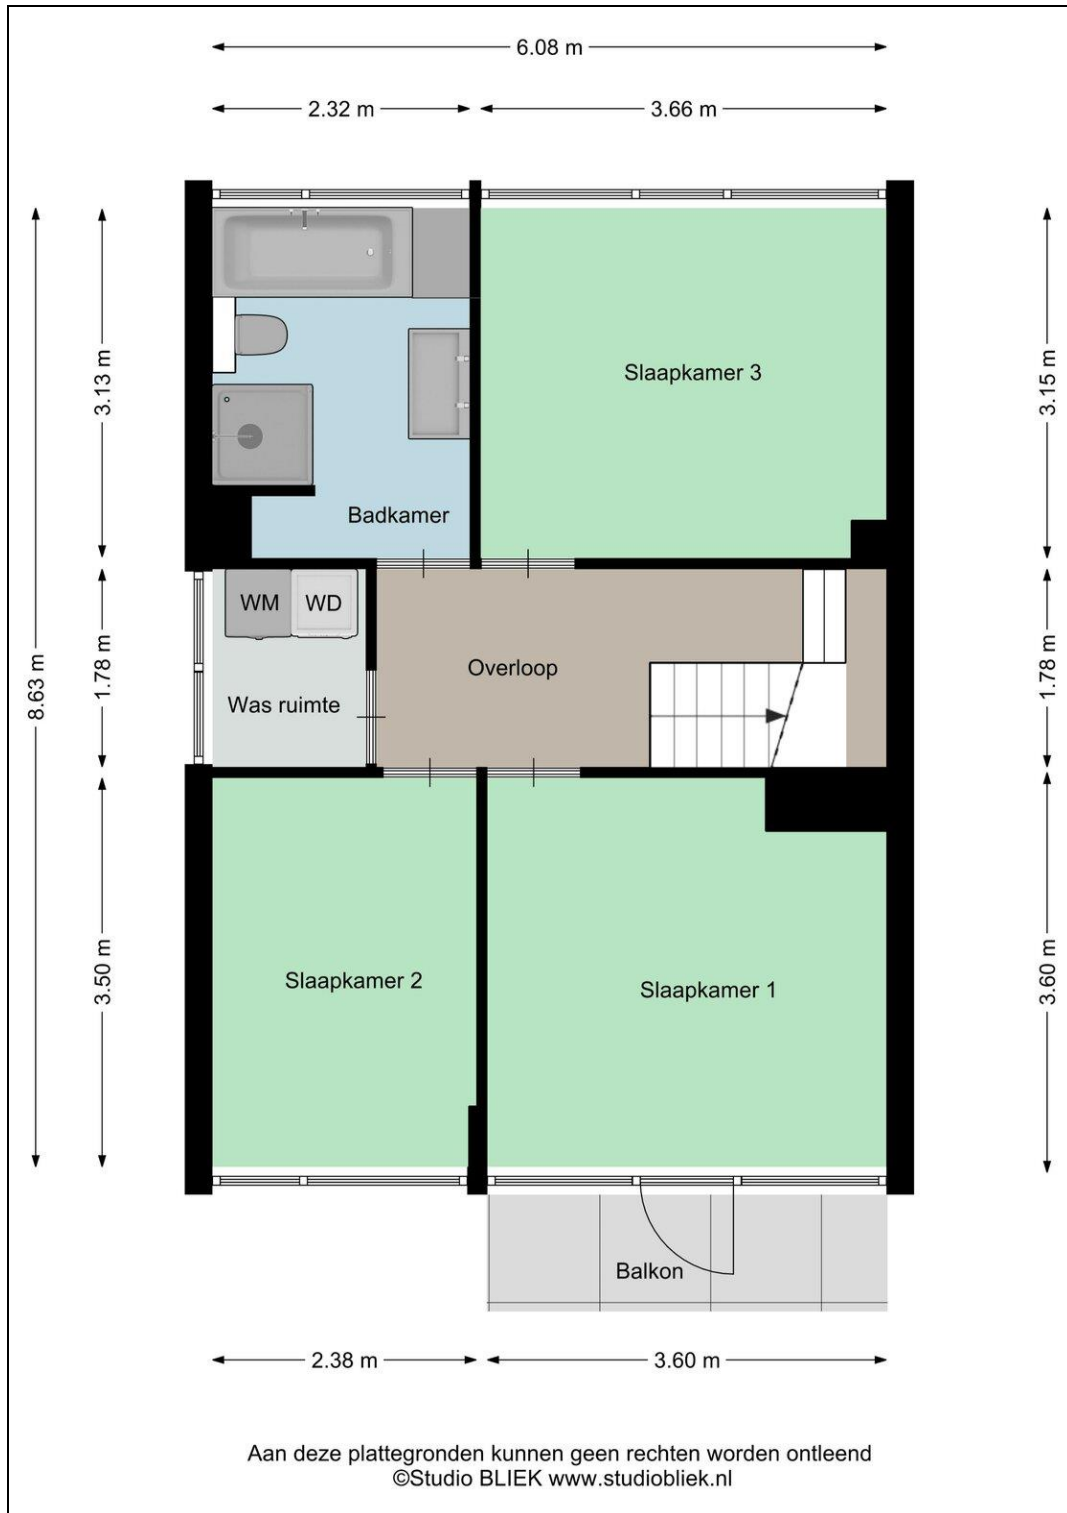 6.08 m
2.32 m
3.66 m
8.63 m
3.13 m
3.15 m
Slaapkamer 3
Badkamer
WM
WD
1.78 m
1.78 m
Overloop
Was ruimte
3.50 m
3.60 m
Slaapkamer 2
Slaapkamer 1
Balkon
2.38 m
3.60 m
Aan deze plattegronden kunnen geen rechten worden ontleend
©Studio BLIEK www.studiobliek.nl